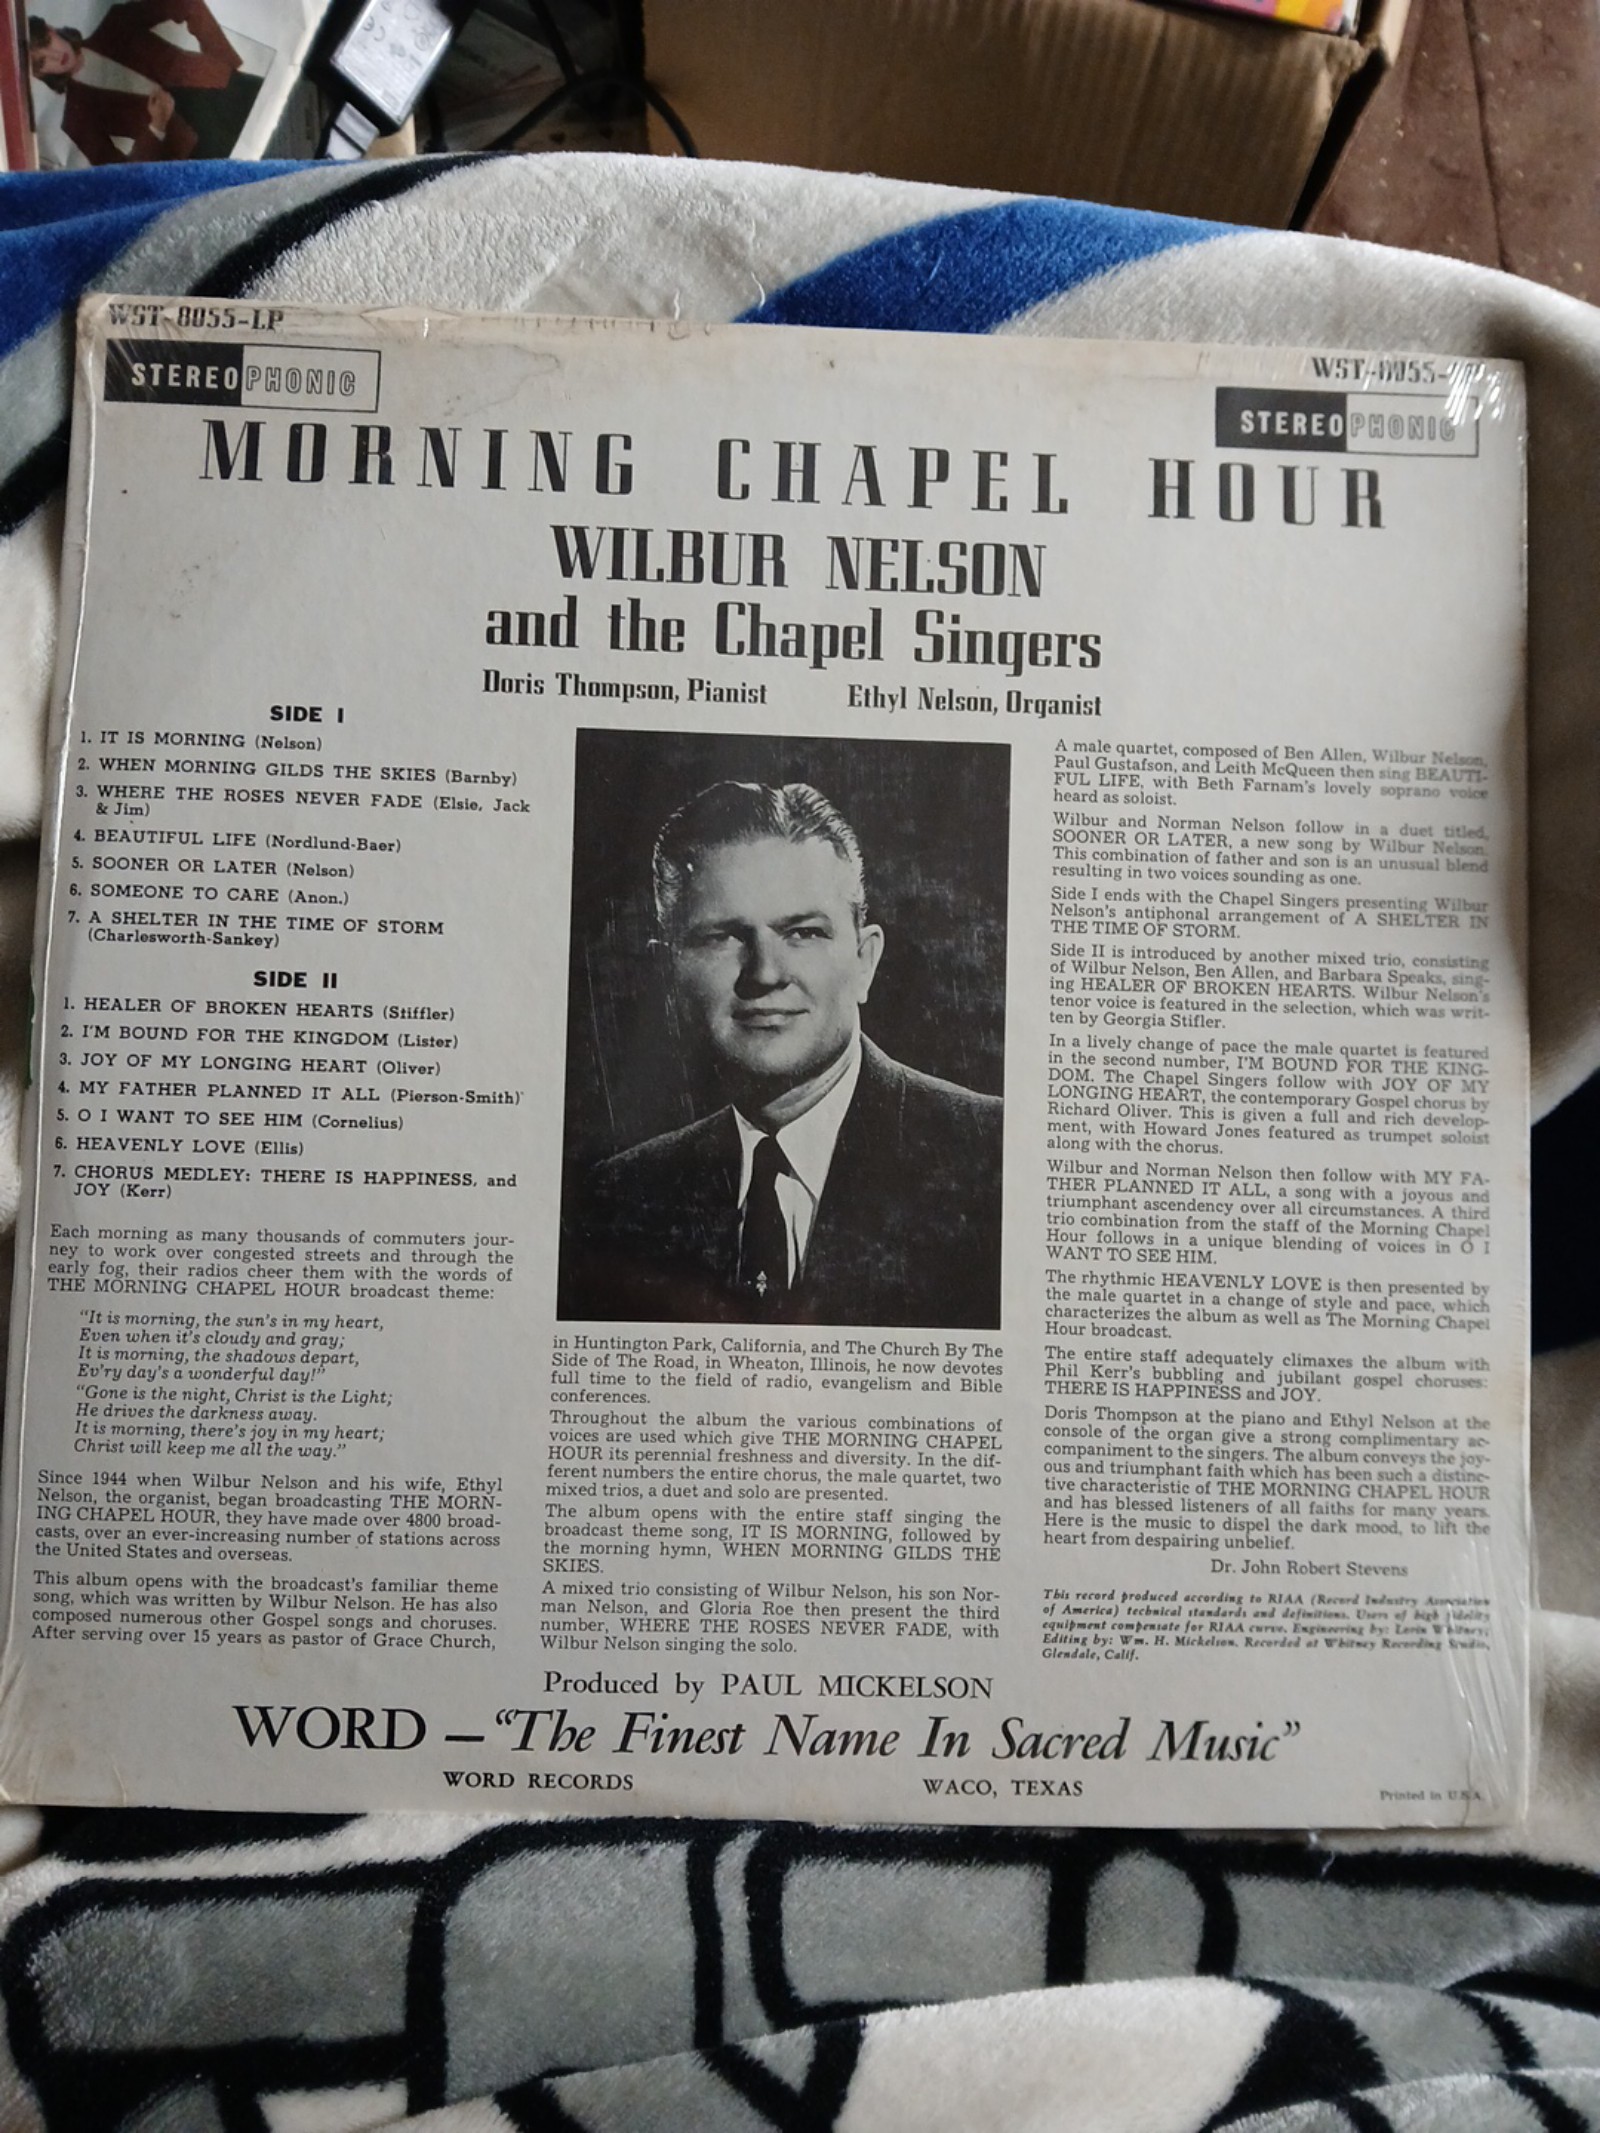 WST-8055-LP
WST-8055-
STEREOPHONIC
STEREOPHONIC
MORNING CHAPEL HOUR
WILBUR NELSON
and the Chapel Singers
Doris Thompson, Pianist Ethyl Nelson, Organist
SIDE I
1. IT IS MORNING (Nelson)
2. WHEN MORNING GILDS THE SKIES (Barnby)
3. WHERE THE ROSES NEVER FADE (Elsie, Jack
& Jim)
4. BEAUTIFUL LIFE (Nordlund-Baer)
5. SOONER OR LATER (Nelson)
6. SOMEONE TO CARE (Anon.)
7. A SHELTER IN THE TIME OF STORM
(Charlesworth-Sankey)
SIDE II
1. HEALER OF BROKEN HEARTS (Stiffler)
2. I'M BOUND FOR THE KINGDOM (Lister)
3. JOY OF MY LONGING HEART (Oliver)
4. MY FATHER PLANNED IT ALL (Pierson-Smith)
5. O I WANT TO SEE HIM (Cornelius)
6. HEAVENLY LOVE (Ellis)
7. CHORUS MEDLEY: THERE IS HAPPINESS, and
JOY (Kerr)
Each morning as many thousands of commuters jour-
ney to work over congested streets and through the
early fog, their radios cheer them with the words of
THE MORNING CHAPEL HOUR broadcast theme:
"It is morning, the sun's in my heart,
Even when it's cloudy and gray;
It is morning, the shadows depart,
Ev'ry day's a wonderful day!"
"Gone is the night, Christ is the Light;
He drives the darkness away.
It is morning, there's joy in my heart;
Christ will keep me all the way."
Since 1944 when Wilbur Nelson and his wife, Ethyl
Nelson, the organist, began broadcasting THE MORN-
ING CHAPEL HOUR, they have made over 4800 broad-
casts, over an ever-increasing number of stations across
the United States and overseas.
This album opens with the broadcast's familiar theme
song, which was written by Wilbur Nelson. He has also
composed numerous other Gospel songs and choruses.
After serving over 15 years as pastor of Grace Church,
in Huntington Park, California, and The Church By The
Side of The Road, in Wheaton, Illinois, he now devotes
full time to the field of radio, evangelism and Bible
conferences.
Throughout the album the various combinations of
voices are used which give THE MORNING CHAPEL
HOUR its perennial freshness and diversity. In the dif-
ferent numbers the entire chorus, the male quartet, two
mixed trios, a duet and solo are presented.
The album opens with the entire staff singing the
broadcast theme song, IT IS MORNING, followed by
the morning hymn, WHEN MORNING GILDS THE
SKIES.
A mixed trio consisting of Wilbur Nelson, his son Nor-
man Nelson, and Gloria Roe then present the third
number, WHERE THE ROSES NEVER FADE, with
Wilbur Nelson singing the solo.
A male quartet, composed of Ben Allen, Wilbur Nelson,
Paul Gustafson, and Leith McQueen then sing BEAUTI-
FUL LIFE, with Beth Farnam's lovely soprano voice
heard as soloist.
Wilbur and Norman Nelson follow in a duet titled,
SOONER OR LATER, a new song by Wilbur Nelson.
This combination of father and son is an unusual blend
resulting in two voices sounding as one.
Side I ends with the Chapel Singers presenting Wilbur
Nelson's antiphonal arrangement of A SHELTER IN
THE TIME OF STORM.
Side II is introduced by another mixed trio, consisting
of Wilbur Nelson, Ben Allen, and Barbara Speaks, sing-
ing HEALER OF BROKEN HEARTS. Wilbur Nelson's
tenor voice is featured in the selection, which was writ-
ten by Georgia Stifler.
In a lively change of pace the male quartet is featured
in the second number, I'M BOUND FOR THE KING-
DOM. The Chapel Singers follow with JOY OF MY
LONGING HEART, the contemporary Gospel chorus by
Richard Oliver. This is given a full and rich develop-
ment, with Howard Jones featured as trumpet soloist
along with the chorus.
Wilbur and Norman Nelson then follow with MY FA-
THER PLANNED IT ALL, a song with a joyous and
triumphant ascendency over all circumstances. A third
trio combination from the staff of the Morning Chapel
Hour follows in a unique blending of voices in O I
WANT TO SEE HIM.
The rhythmic HEAVENLY LOVE is then presented by
the male quartet in a change of style and pace, which
characterizes the album as well as The Morning Chapel
Hour broadcast.
The entire staff adequately climaxes the album with
Phil Kerr's bubbling and jubilant gospel choruses:
THERE IS HAPPINESS and JOY.
Doris Thompson at the piano and Ethyl Nelson at the
console of the organ give a strong complimentary ac-
companiment to the singers. The album conveys the joy-
ous and triumphant faith which has been such a distinc-
tive characteristic of THE MORNING CHAPEL HOUR
and has blessed listeners of all faiths for many years.
Here is the music to dispel the dark mood, to lift the
heart from despairing unbelief.
Dr. John Robert Stevens
This record produced according to RIAA (Record Industry Association
of America) technical standards and definitions. Users of high fidelity
equipment compensate for RIAA curve. Engineering by: Lorin Whitney;
Editing by: Wm. H. Mickelson. Recorded at Whitney Recording Studio,
Glendale, Calif.
Produced by PAUL MICKELSON
WORD — "The Finest Name In Sacred Music"
WORD RECORDS WACO, TEXAS
Printed in U.S.A.